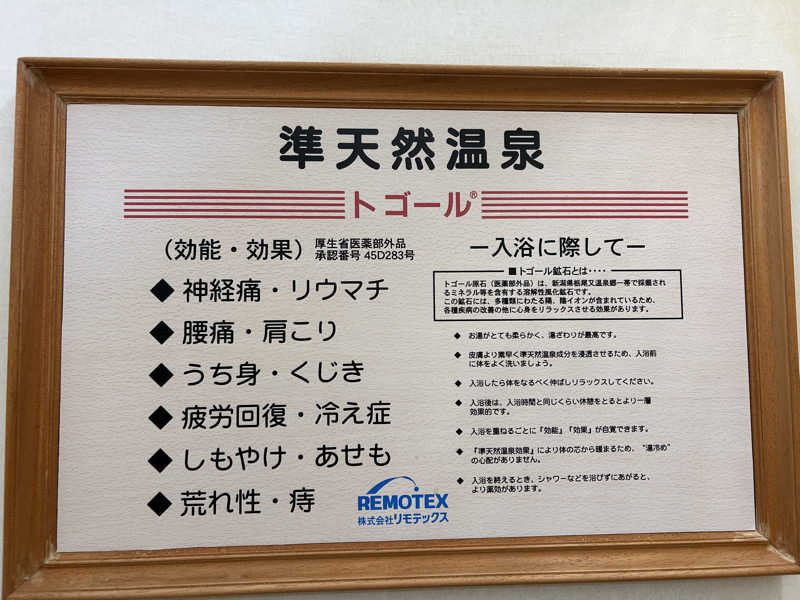 準天然温泉
トゴール®
(効能・効果)
厚生省医薬部外品
承認番号 45D283号
◆ 神経痛・リウマチ
◆ 腰痛・肩こり
◆ うち身・くじき
◆ 疲労回復・冷え症
◆ しもやけ・あせも
◆ 荒れ性・痔
REMOTEX
株式会社リモテックス
ー入浴に際してー
■ トゴール鉱石とは・・・・
トゴール原石(医薬部外品)は、新潟県栃尾又温泉郷一帯で採掘され
るミネラル等を含有する溶解性風化鉱石です。
この鉱石には、多種類にわたる陽、陰イオンが含まれているため、
各種疾病の改善の他に心身をリラックスさせる効果があります。
◆ お湯がとても柔らかく、湯ざわりが最高です。
◆ 皮膚より素早く準天然温泉成分を浸透させるため、入浴前
に体をよく洗いましょう。
◆ 入浴したら体をなるべく伸ばしリラックスしてください。
◆ 入浴後は、入浴時間と同じくらい休憩をとるとより一層
効果的です。
◆ 入浴を重ねるごとに『効能』『効果』が自覚できます。
◆ 『準天然温泉効果』により体の芯から暖まるため、“湯冷め”
の心配がありません。
◆ 入浴を終えるとき、シャワーなどを浴びずにあがると、
より薬効があります。